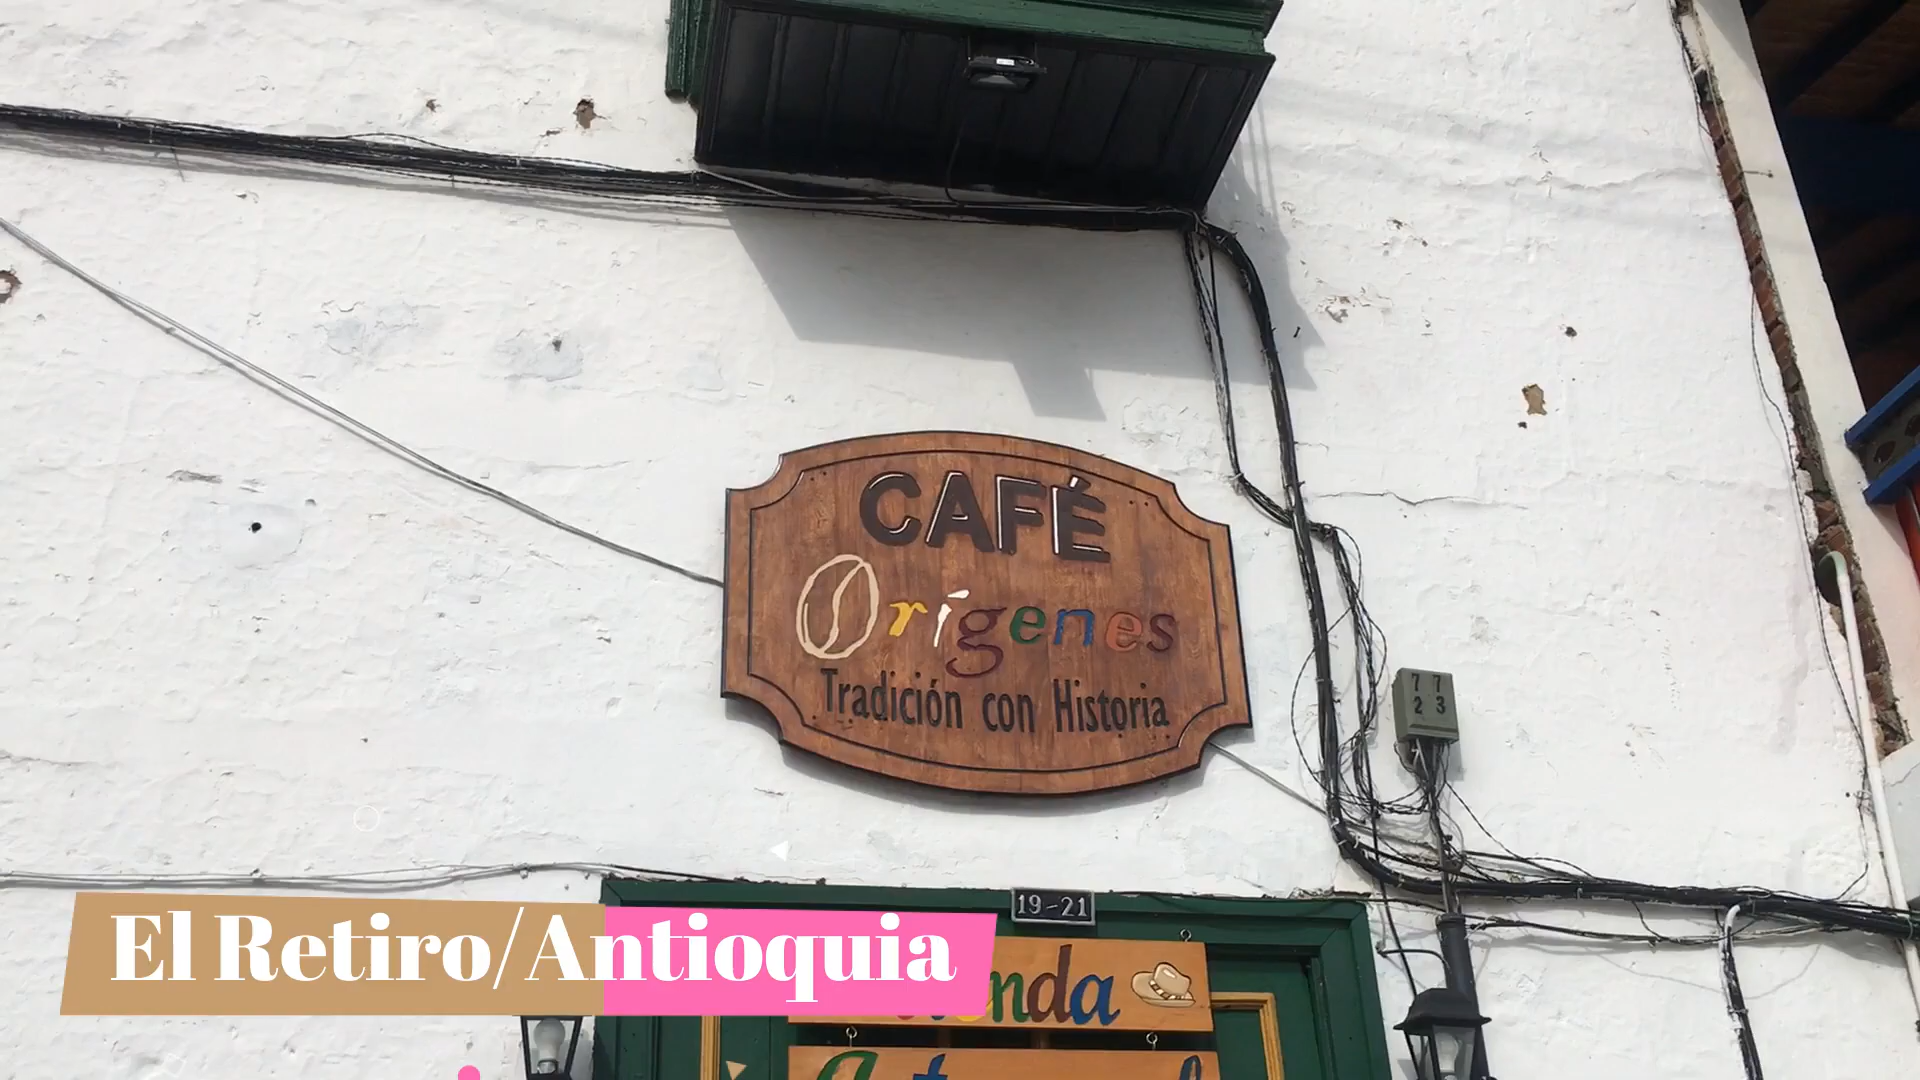 CAFÉ
Orígenes
Tradición con Historia
7 7
2 3
19-21
El Retiro/Antioquia